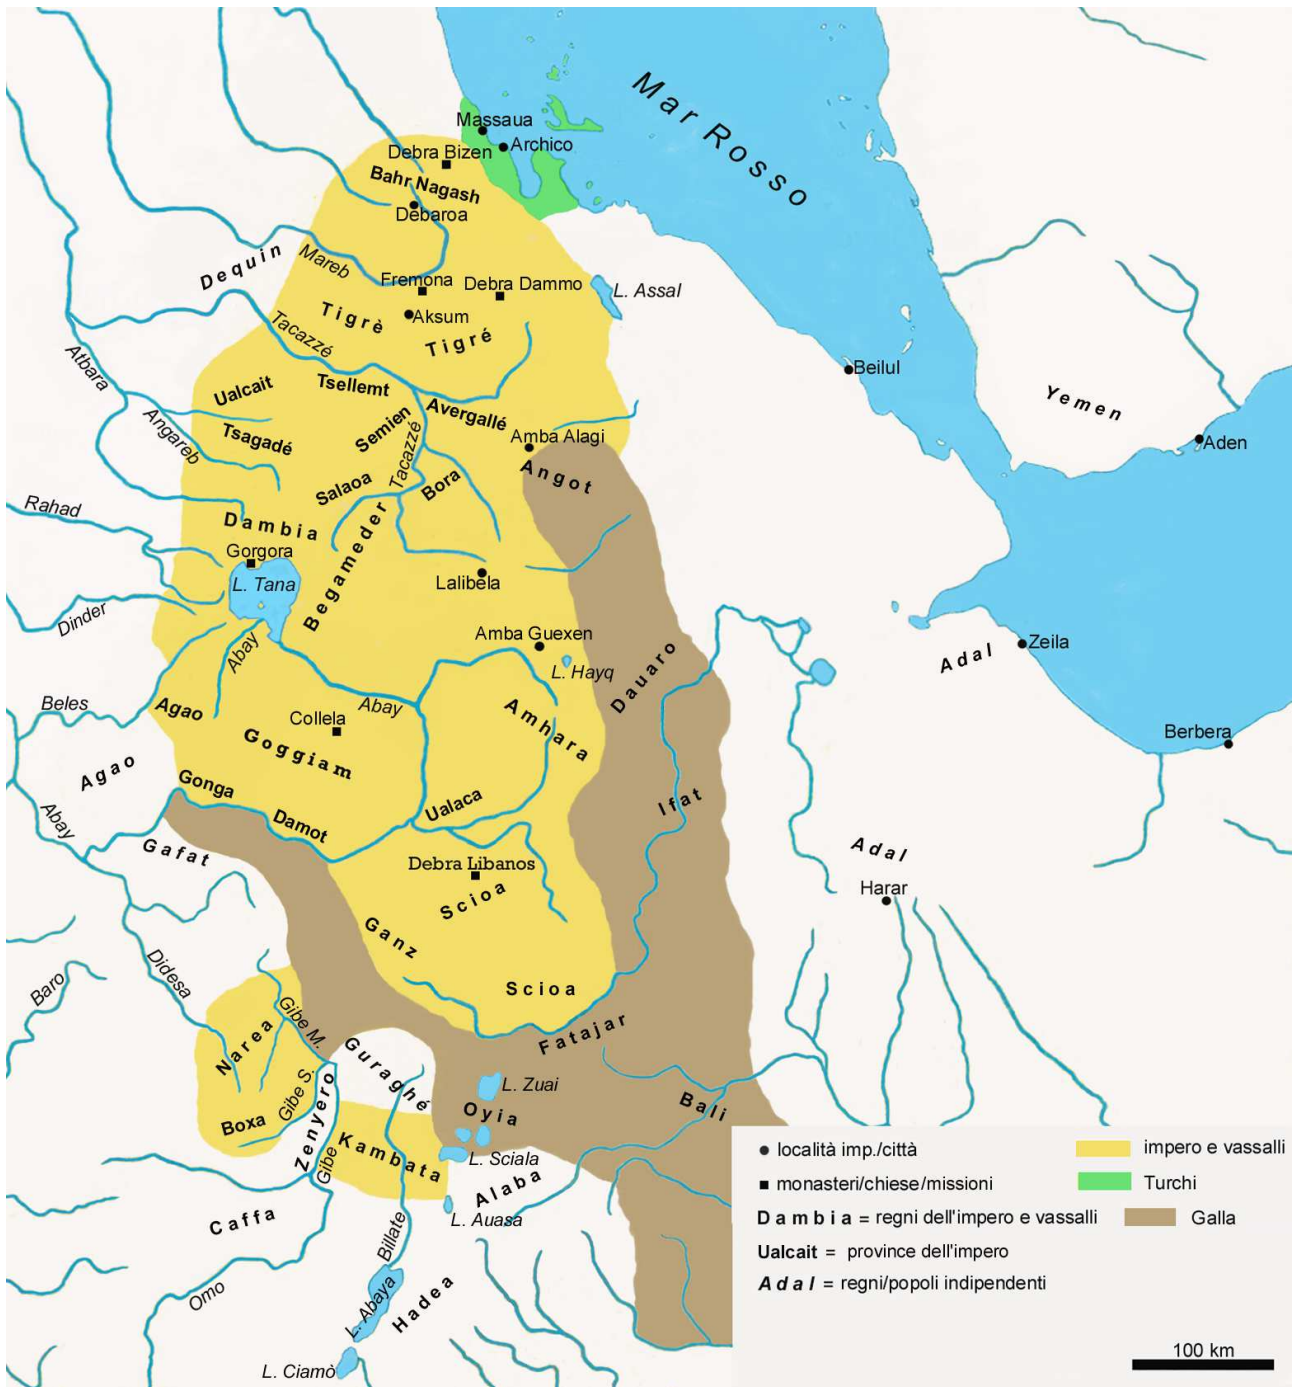 Mar Rosso
Massaua
Archico
Debra Bizen
Bahr Nagash
Debaroa
Dequin
Mareb
Fremona
Debra Dammo
L. Assal
Tigrè
Aksum
Tigré
Tacazzé
Atbara
Beilul
Yemen
Ualcait
Tsellemt
Avergallé
Semien
Tacazzé
Angareb
Tsagadé
Amba Alagi
Aden
Angot
Salaoa
Bora
Rahad
Dambia
Begameder
Gorgora
L. Tana
Lalibela
Dinder
Abay
Amba Guexen
L. Hayq
Dauaro
Adal
Zeila
Beles
Agao
Abay
Collela
Amhara
Goggiam
Berbera
Agao
Gonga
Ualaca
Ifat
Abay
Damot
Gafat
Debra Libanos
Adal
Scioa
Harar
Ganz
Didesa
Baro
Scioa
Gibe M.
Fatajar
Narea
Guraghé
Gibe S.
L. Zuai
Zenyero
Oyia
Bali
Boxa
Kambata
Gibe
L. Sciala
Alaba
Caffa
L. Auasa
Billate
Omo
L. Abaya
Hadea
L. Ciamò
località imp./città
monasteri/chiese/missioni
Dambia = regni dell'impero e vassalli
Ualcait = province dell'impero
Adal = regni/popoli indipendenti
impero e vassalli
Turchi
Galla
100 km